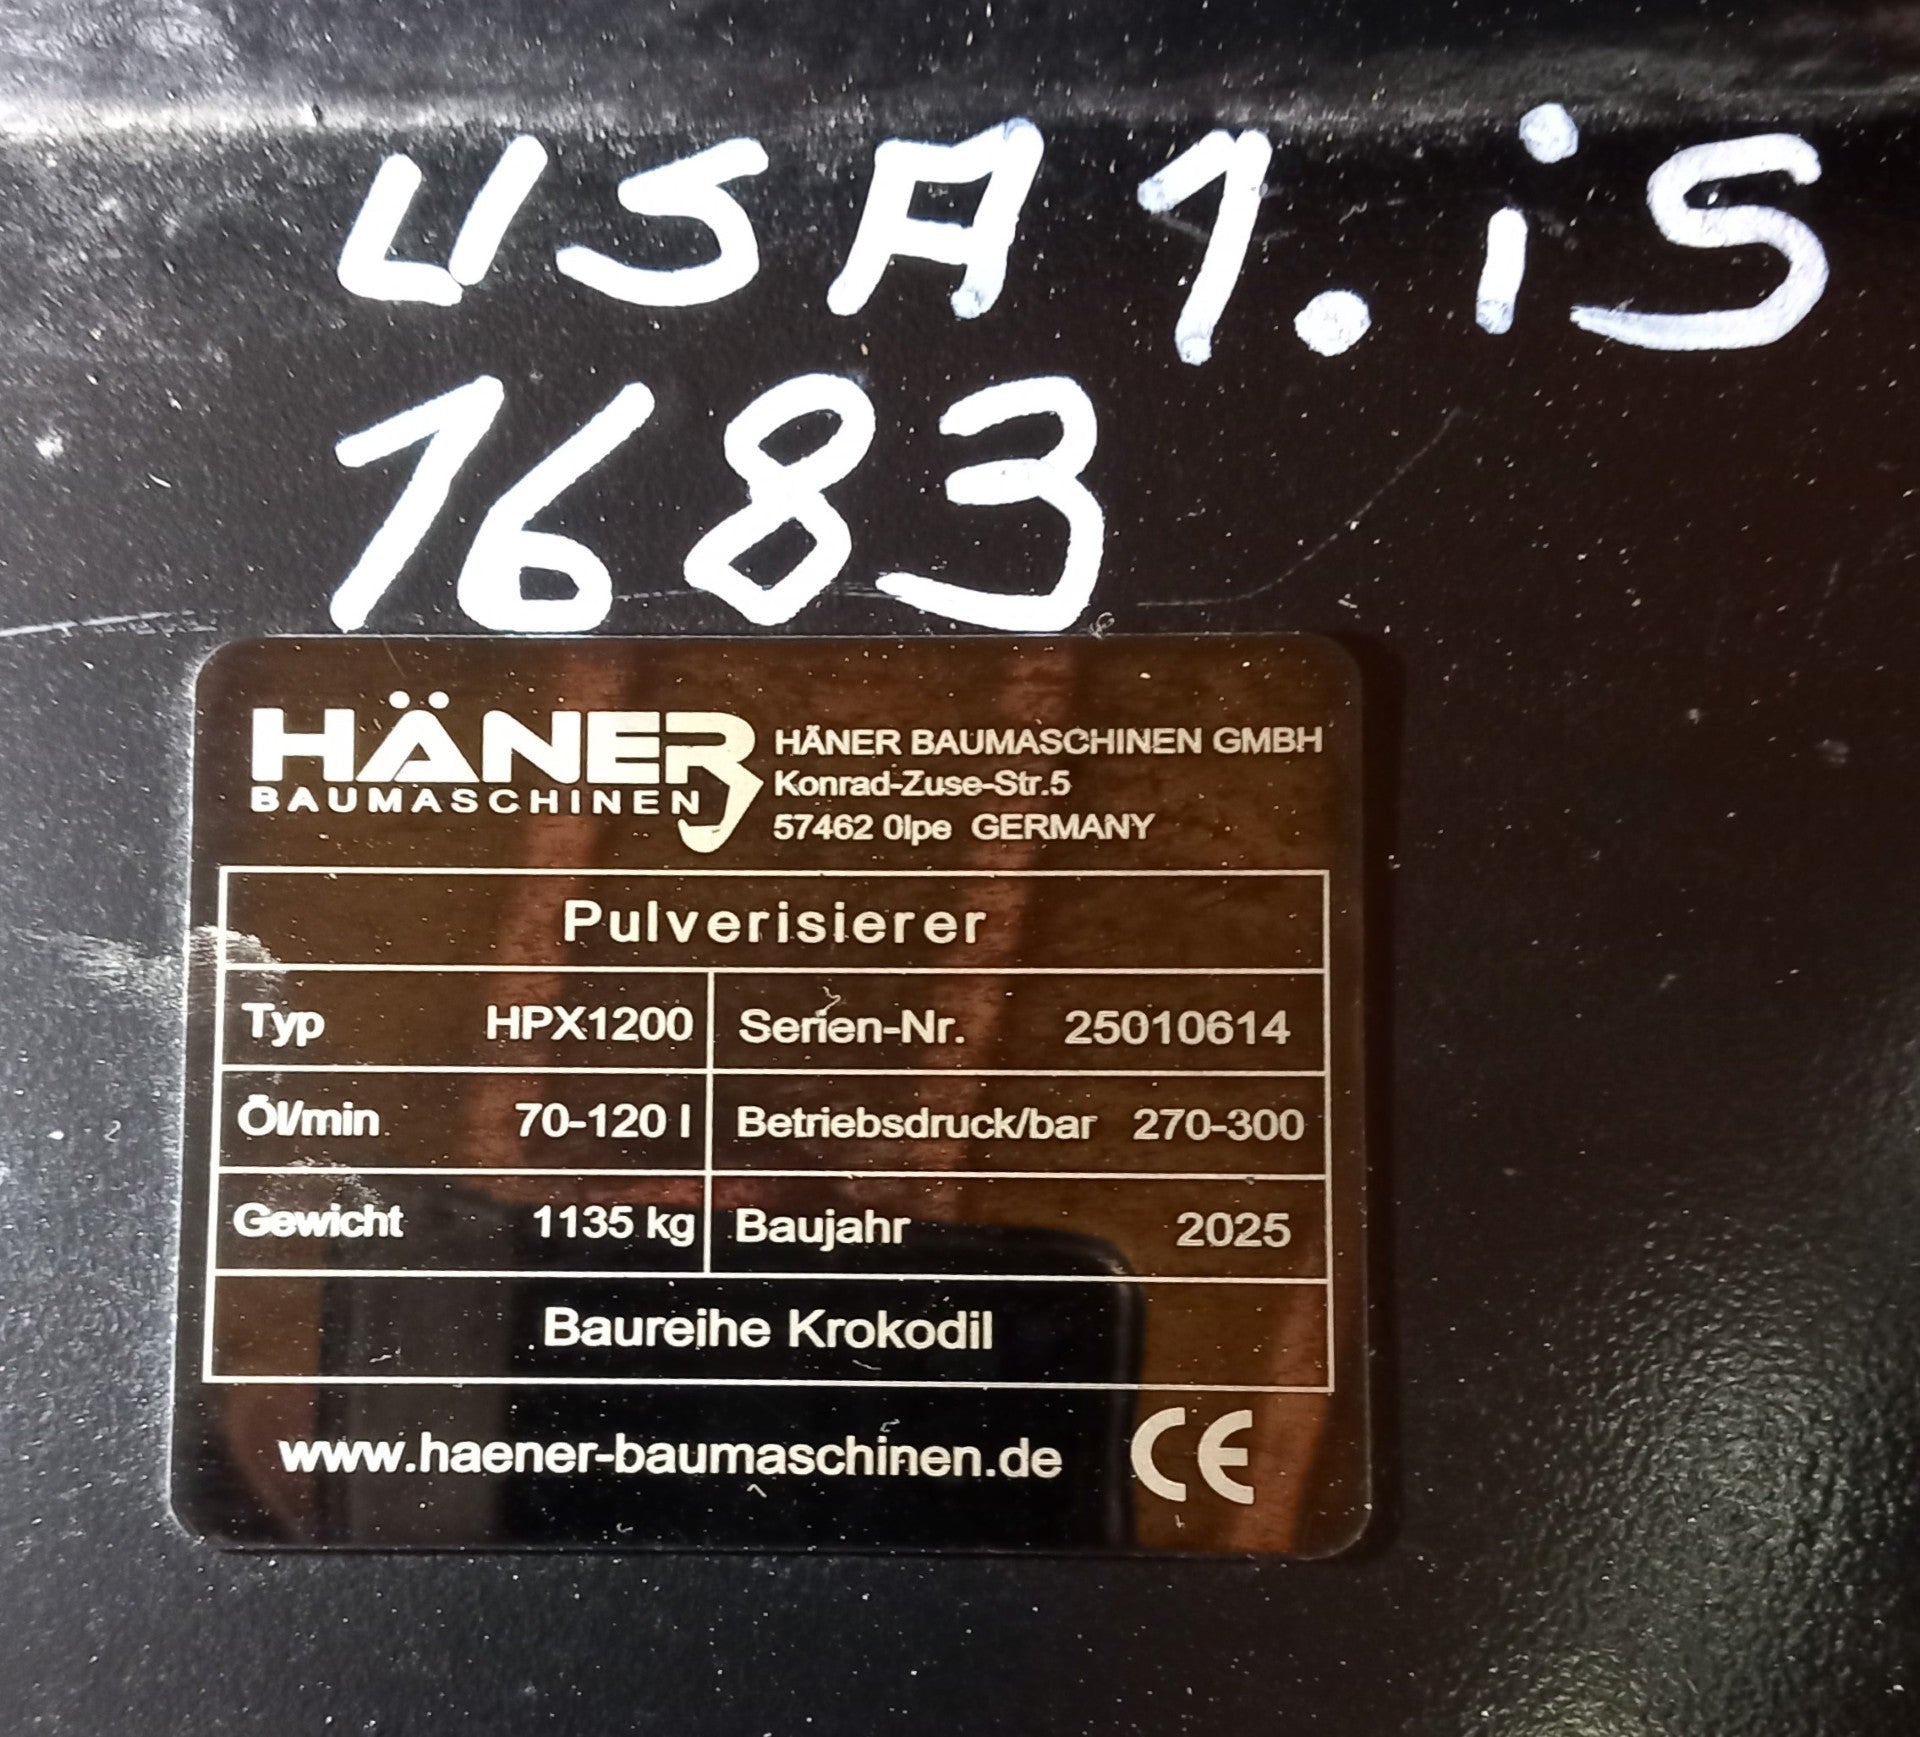 USA 1. is
1683
HÄNER
BAUMASCHINEN
HÄNER BAUMASCHINEN GMBH
Konrad-Zuse-Str.5
57462 Olpe GERMANY
Pulverisierer
Typ HPX1200 Serien-Nr. 25010614
Öl/min 70-120 l Betriebsdruck/bar 270-300
Gewicht 1135 kg Baujahr 2025
Baureihe Krokodil
www.haener-baumaschinen.de CE